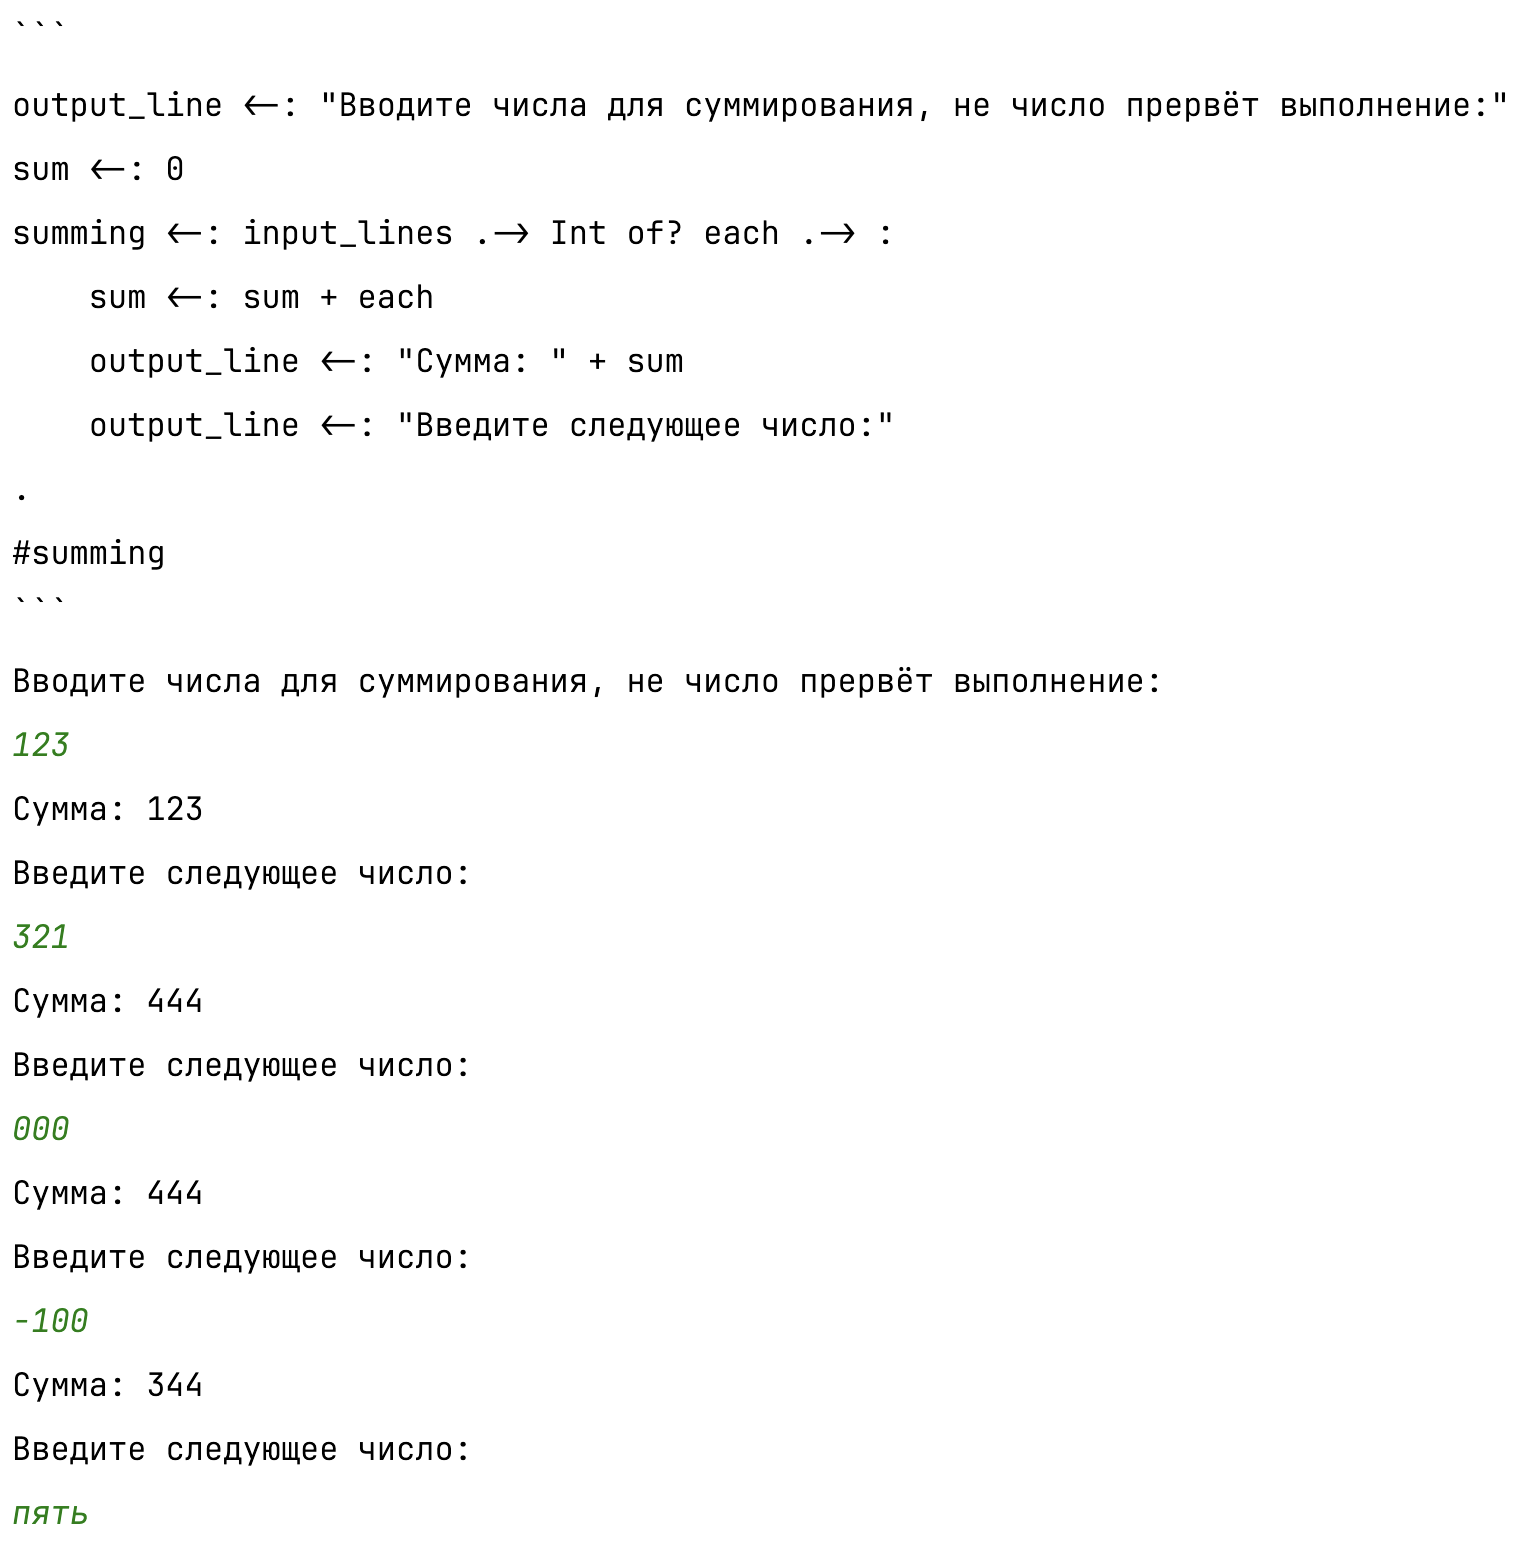 ```
output_line <-: "Вводите числа для суммирования, не число прервёт выполнение:"
sum <-: 0
summing <-: input_lines .-> Int of? each .-> :
    sum <-: sum + each
    output_line <-: "Сумма: " + sum
    output_line <-: "Введите следующее число:"
.
#summing
```
Вводите числа для суммирования, не число прервёт выполнение:
123
Сумма: 123
Введите следующее число:
321
Сумма: 444
Введите следующее число:
000
Сумма: 444
Введите следующее число:
-100
Сумма: 344
Введите следующее число:
пять